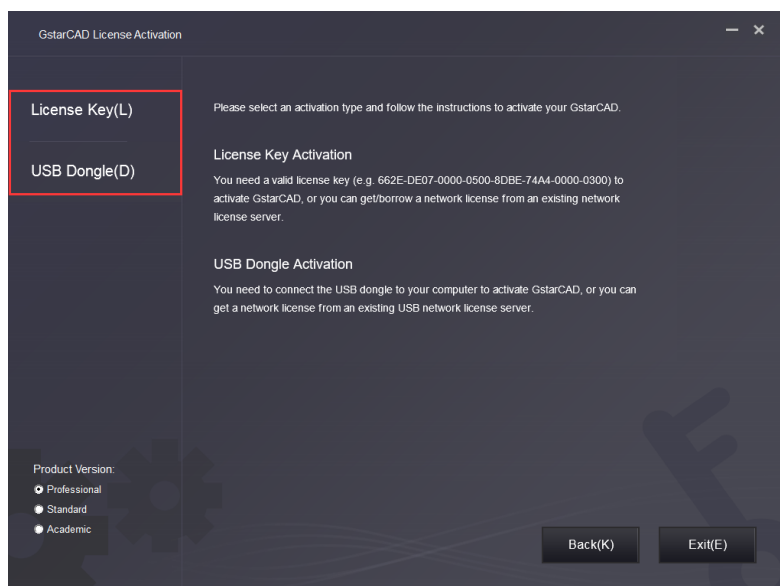 GstarCAD License Activation
License Key(L)
USB Dongle(D)
Please select an activation type and follow the instructions to activate your GstarCAD.
License Key Activation
You need a valid license key (e.g. 662E-DE07-0000-0500-8DBE-74A4-0000-0300) to
activate GstarCAD, or you can get/borrow a network license from an existing network
license server.
USB Dongle Activation
You need to connect the USB dongle to your computer to activate GstarCAD, or you can
get a network license from an existing USB network license server.
Product Version:
Professional
Standard
Academic
Back(K)
Exit(E)